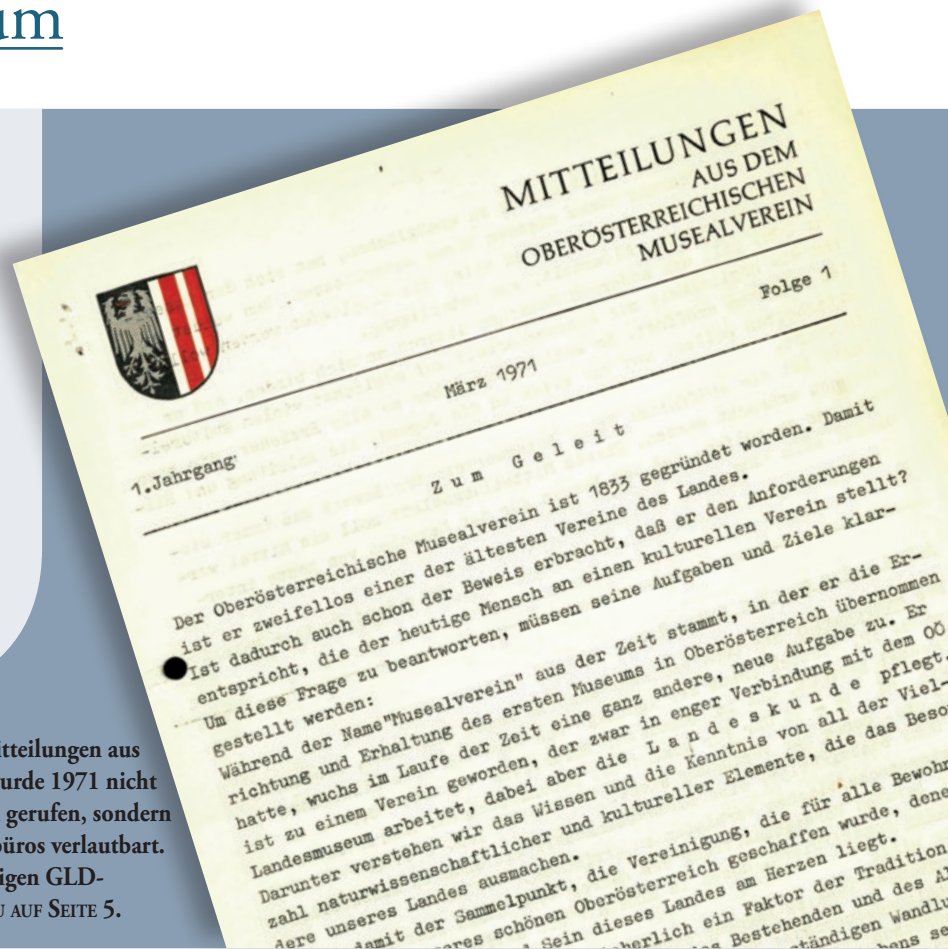 um
MITTEILUNGEN
AUS DEM
OBERÖSTERREICHISCHEN
MUSEALVEREIN
Folge 1
März 1971
1.Jahrgang
Z u m G e l e i t
Der Oberösterreichische Musealverein ist 1833 gegründet worden. Damit
ist er zweifellos einer der ältesten Vereine des Landes.
Ist dadurch auch schon der Beweis erbracht, daß er den Anforderungen
entspricht, die der heutige Mensch an einen kulturellen Verein stellt?
Um diese Frage zu beantworten, müssen seine Aufgaben und Ziele klar-
gestellt werden:
Während der Name"Musealverein" aus der Zeit stammt, in der er die Er-
richtung und Erhaltung des ersten Museums in Oberösterreich übernommen
hatte, wuchs im Laufe der Zeit eine ganz andere, neue Aufgabe zu. Er
ist zu einem Verein geworden, der zwar in enger Verbindung mit dem OÖ
Landesmuseum arbeitet, dabei aber die L a n d e s k u n d e pflegt.
Darunter verstehen wir das Wissen und die Kenntnis von all der Viel-
zahl naturwissenschaftlicher und kultureller Elemente, die das Beso
dere unseres Landes ausmachen.
damit der Sammelpunkt, die Vereinigung, die für alle Bewohn
eres schönen Oberösterreich geschaffen wurde, dene
Sein dieses Landes am Herzen liegt.
herlich ein Faktor der Tradition
s Bestehenden und des Al
ständigen Wandlu
bens se
itteilungen aus
urde 1971 nicht
gerufen, sondern
büros verlautbart.
igen GLD-
U AUF SEITE 5.